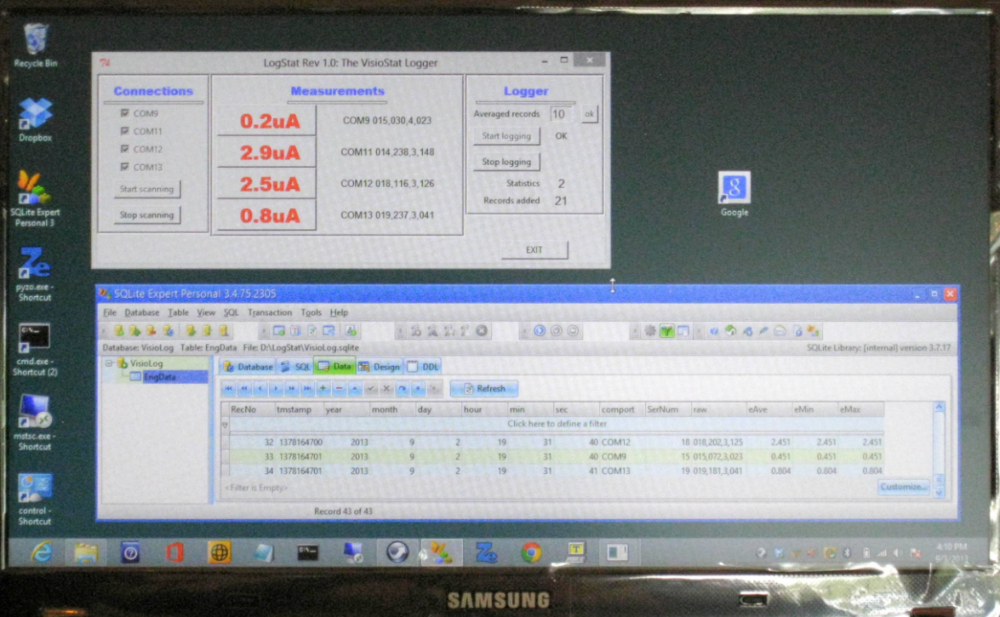 Recycle Bin
Dropbox
SQLite Expert
Personal 3
pyzo.exe -
Shortcut
cmd.exe -
Shortcut (2)
mstsc.exe -
Shortcut
control -
Shortcut
Google
LogStat Rev 1.0: The VisioStat Logger
Connections
COM9
COM11
COM12
COM13
Start scanning
Stop scanning
Measurements
0.2uA COM9 015,030,4,023
2.9uA COM11 014,238,3,148
2.5uA COM12 018,116,3,126
0.8uA COM13 019,237,3,041
Logger
Averaged records 10 ok
Start logging OK
Stop logging
Statistics 2
Records added 21
EXIT
SQLite Expert Personal 3.4.75.2305
File Database Table View SQL Transaction Tools Help
Database: VisioLog Table: EngData File: D:\LogStat\VisioLog.sqlite SQLite Library: [internal] version 3.7.17
VisioLog
EngData
Database SQL Data Design DDL
Refresh
RecNo tmstamp year month day hour min sec comport SerNum raw eAve eMin eMax
Click here to define a filter
32 1378164700 2013 9 2 19 31 40 COM12 18 018,202,3,125 2.451 2.451 2.451
33 1378164701 2013 9 2 19 31 40 COM9 15 015,072,3,023 0.451 0.451 0.451
34 1378164701 2013 9 2 19 31 41 COM13 19 019,181,3,041 0.804 0.804 0.804
<Filter is Empty>
Customize...
Record 43 of 43
4:10 PM
9/3/2013
SAMSUNG